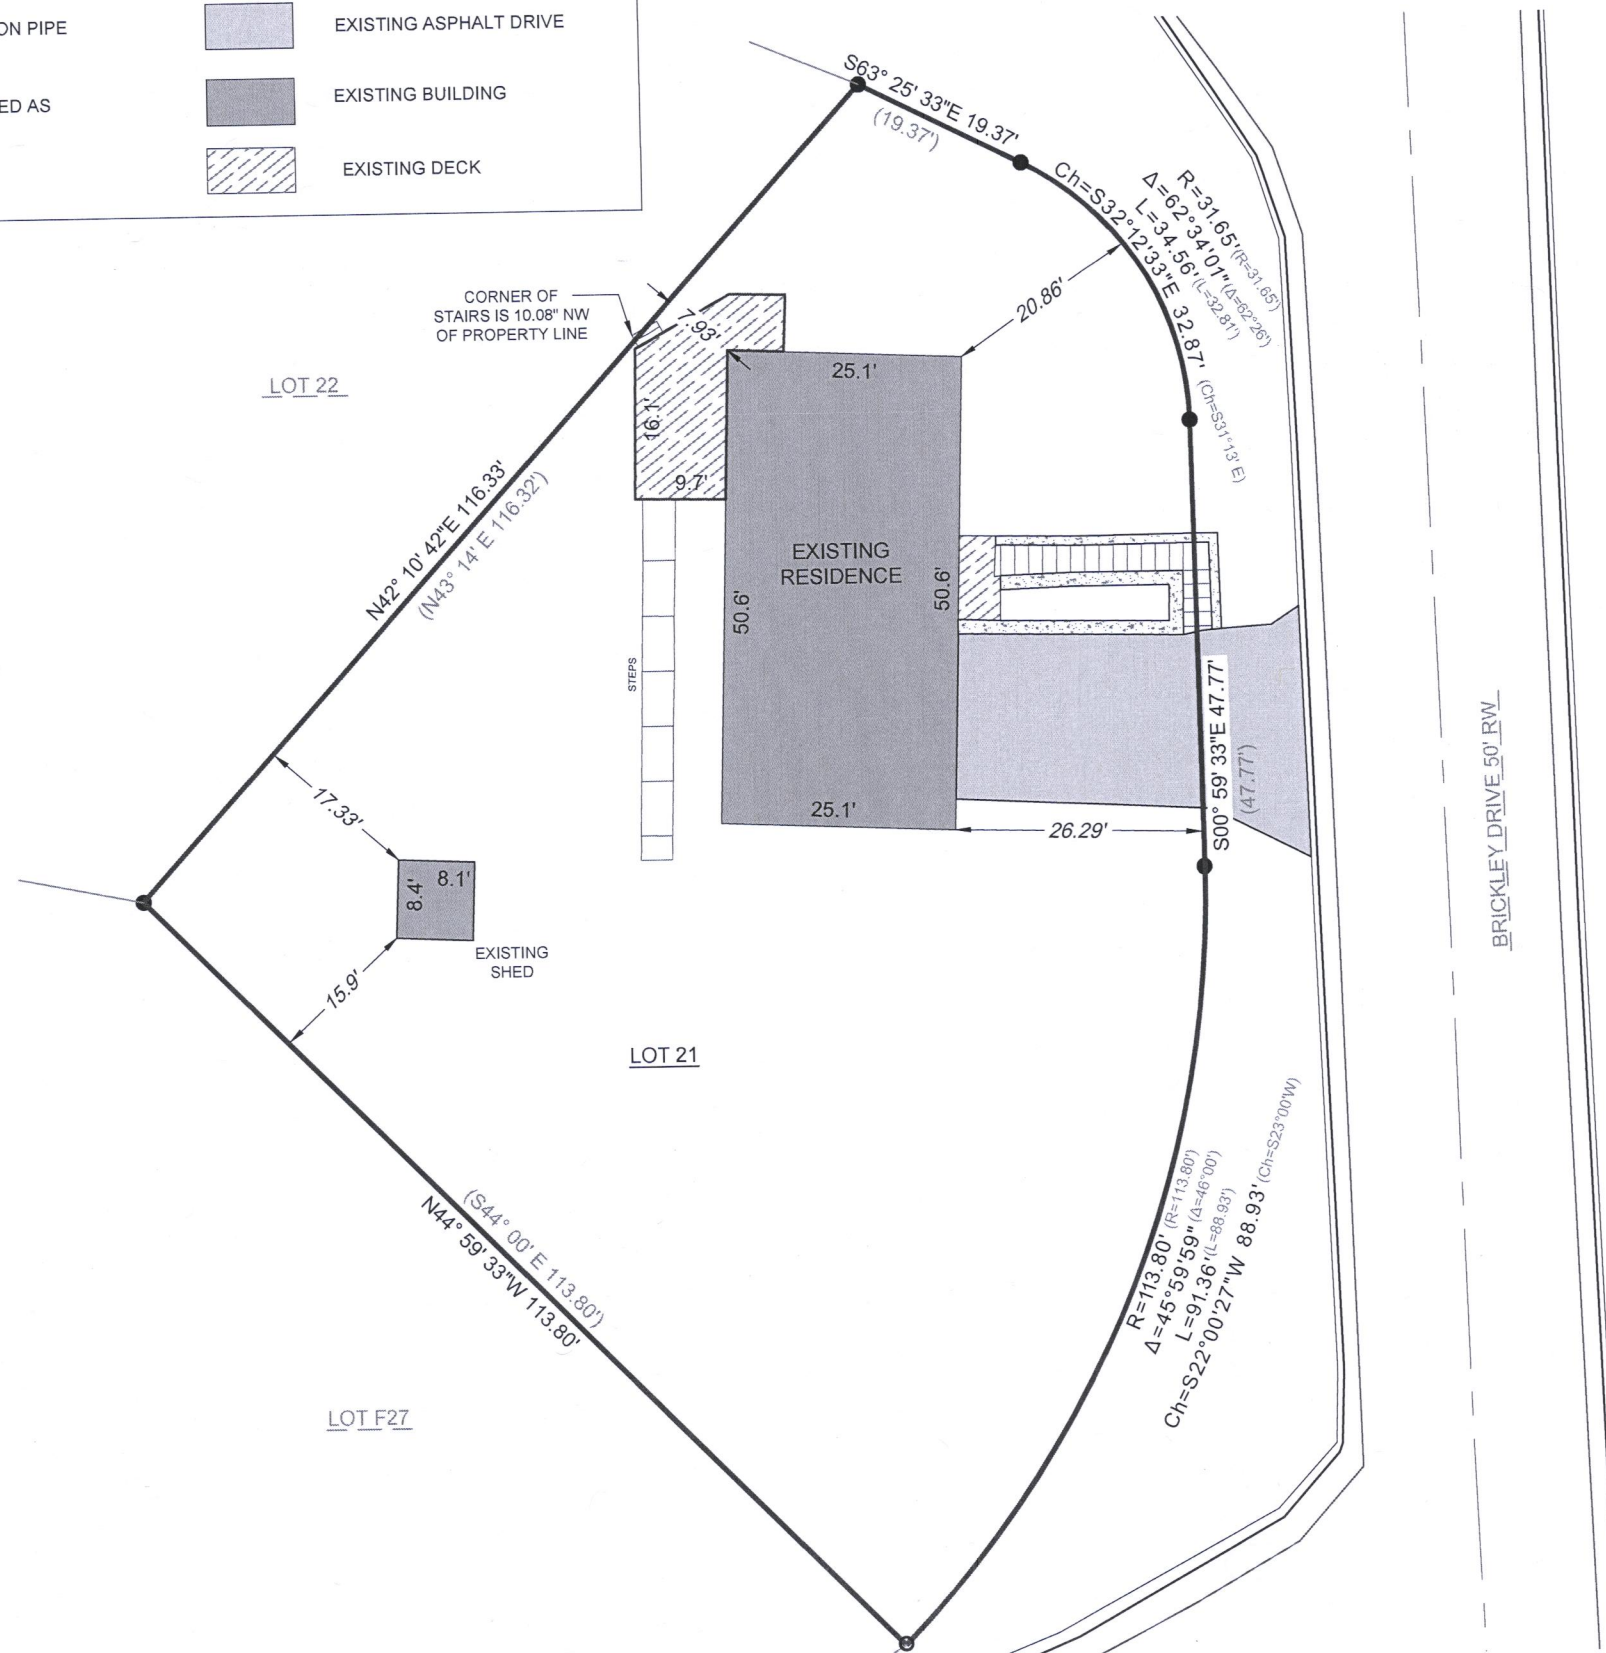 ON PIPE
EXISTING ASPHALT DRIVE
ED AS
EXISTING BUILDING
EXISTING DECK
S63° 25' 33"E 19.37'
(19.37')
R=31.65' (R=31.65')
Δ=62°34'01" (Δ=62°26')
L=34.56' (L=32.81')
Ch=S32°12'33"E 32.87' (Ch=S31°13' E)
20.86'
CORNER OF
STAIRS IS 10.08" NW
OF PROPERTY LINE
7.93'
LOT 22
25.1'
16.1'
9.7'
N42° 10' 42"E 116.33'
(N43° 14' E 116.32')
EXISTING
RESIDENCE
50.6'
50.6'
STEPS
S00° 59' 33"E 47.77'
(47.77')
BRICKLEY DRIVE 50' RW
17.33'
25.1'
26.29'
8.4'
8.1'
EXISTING
SHED
15.9'
LOT 21
(S44° 00' E 113.80')
N44° 59' 33"W 113.80'
R=113.80' (R=113.80')
Δ=45°59'59" (Δ=46°00')
L=91.36' (L=88.93')
Ch=S22°00'27"W 88.93' (Ch=S23°00'W)
LOT F27